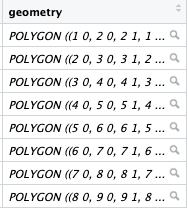 geometry
POLYGON ((1 0, 2 0, 2 1, 1 ...
POLYGON ((2 0, 3 0, 3 1, 2 ...
POLYGON ((3 0, 4 0, 4 1, 3 ...
POLYGON ((4 0, 5 0, 5 1, 4 ...
POLYGON ((5 0, 6 0, 6 1, 5 ...
POLYGON ((6 0, 7 0, 7 1, 6 ...
POLYGON ((7 0, 8 0, 8 1, 7 ...
POLYGON ((8 0, 9 0, 9 1, 8 ...